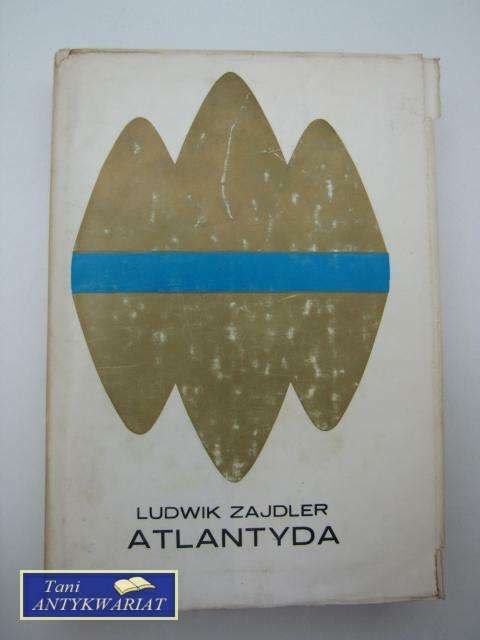 LUDWIK ZAJDLER
ATLANTYDA
Tani
ANTYKWARIAT